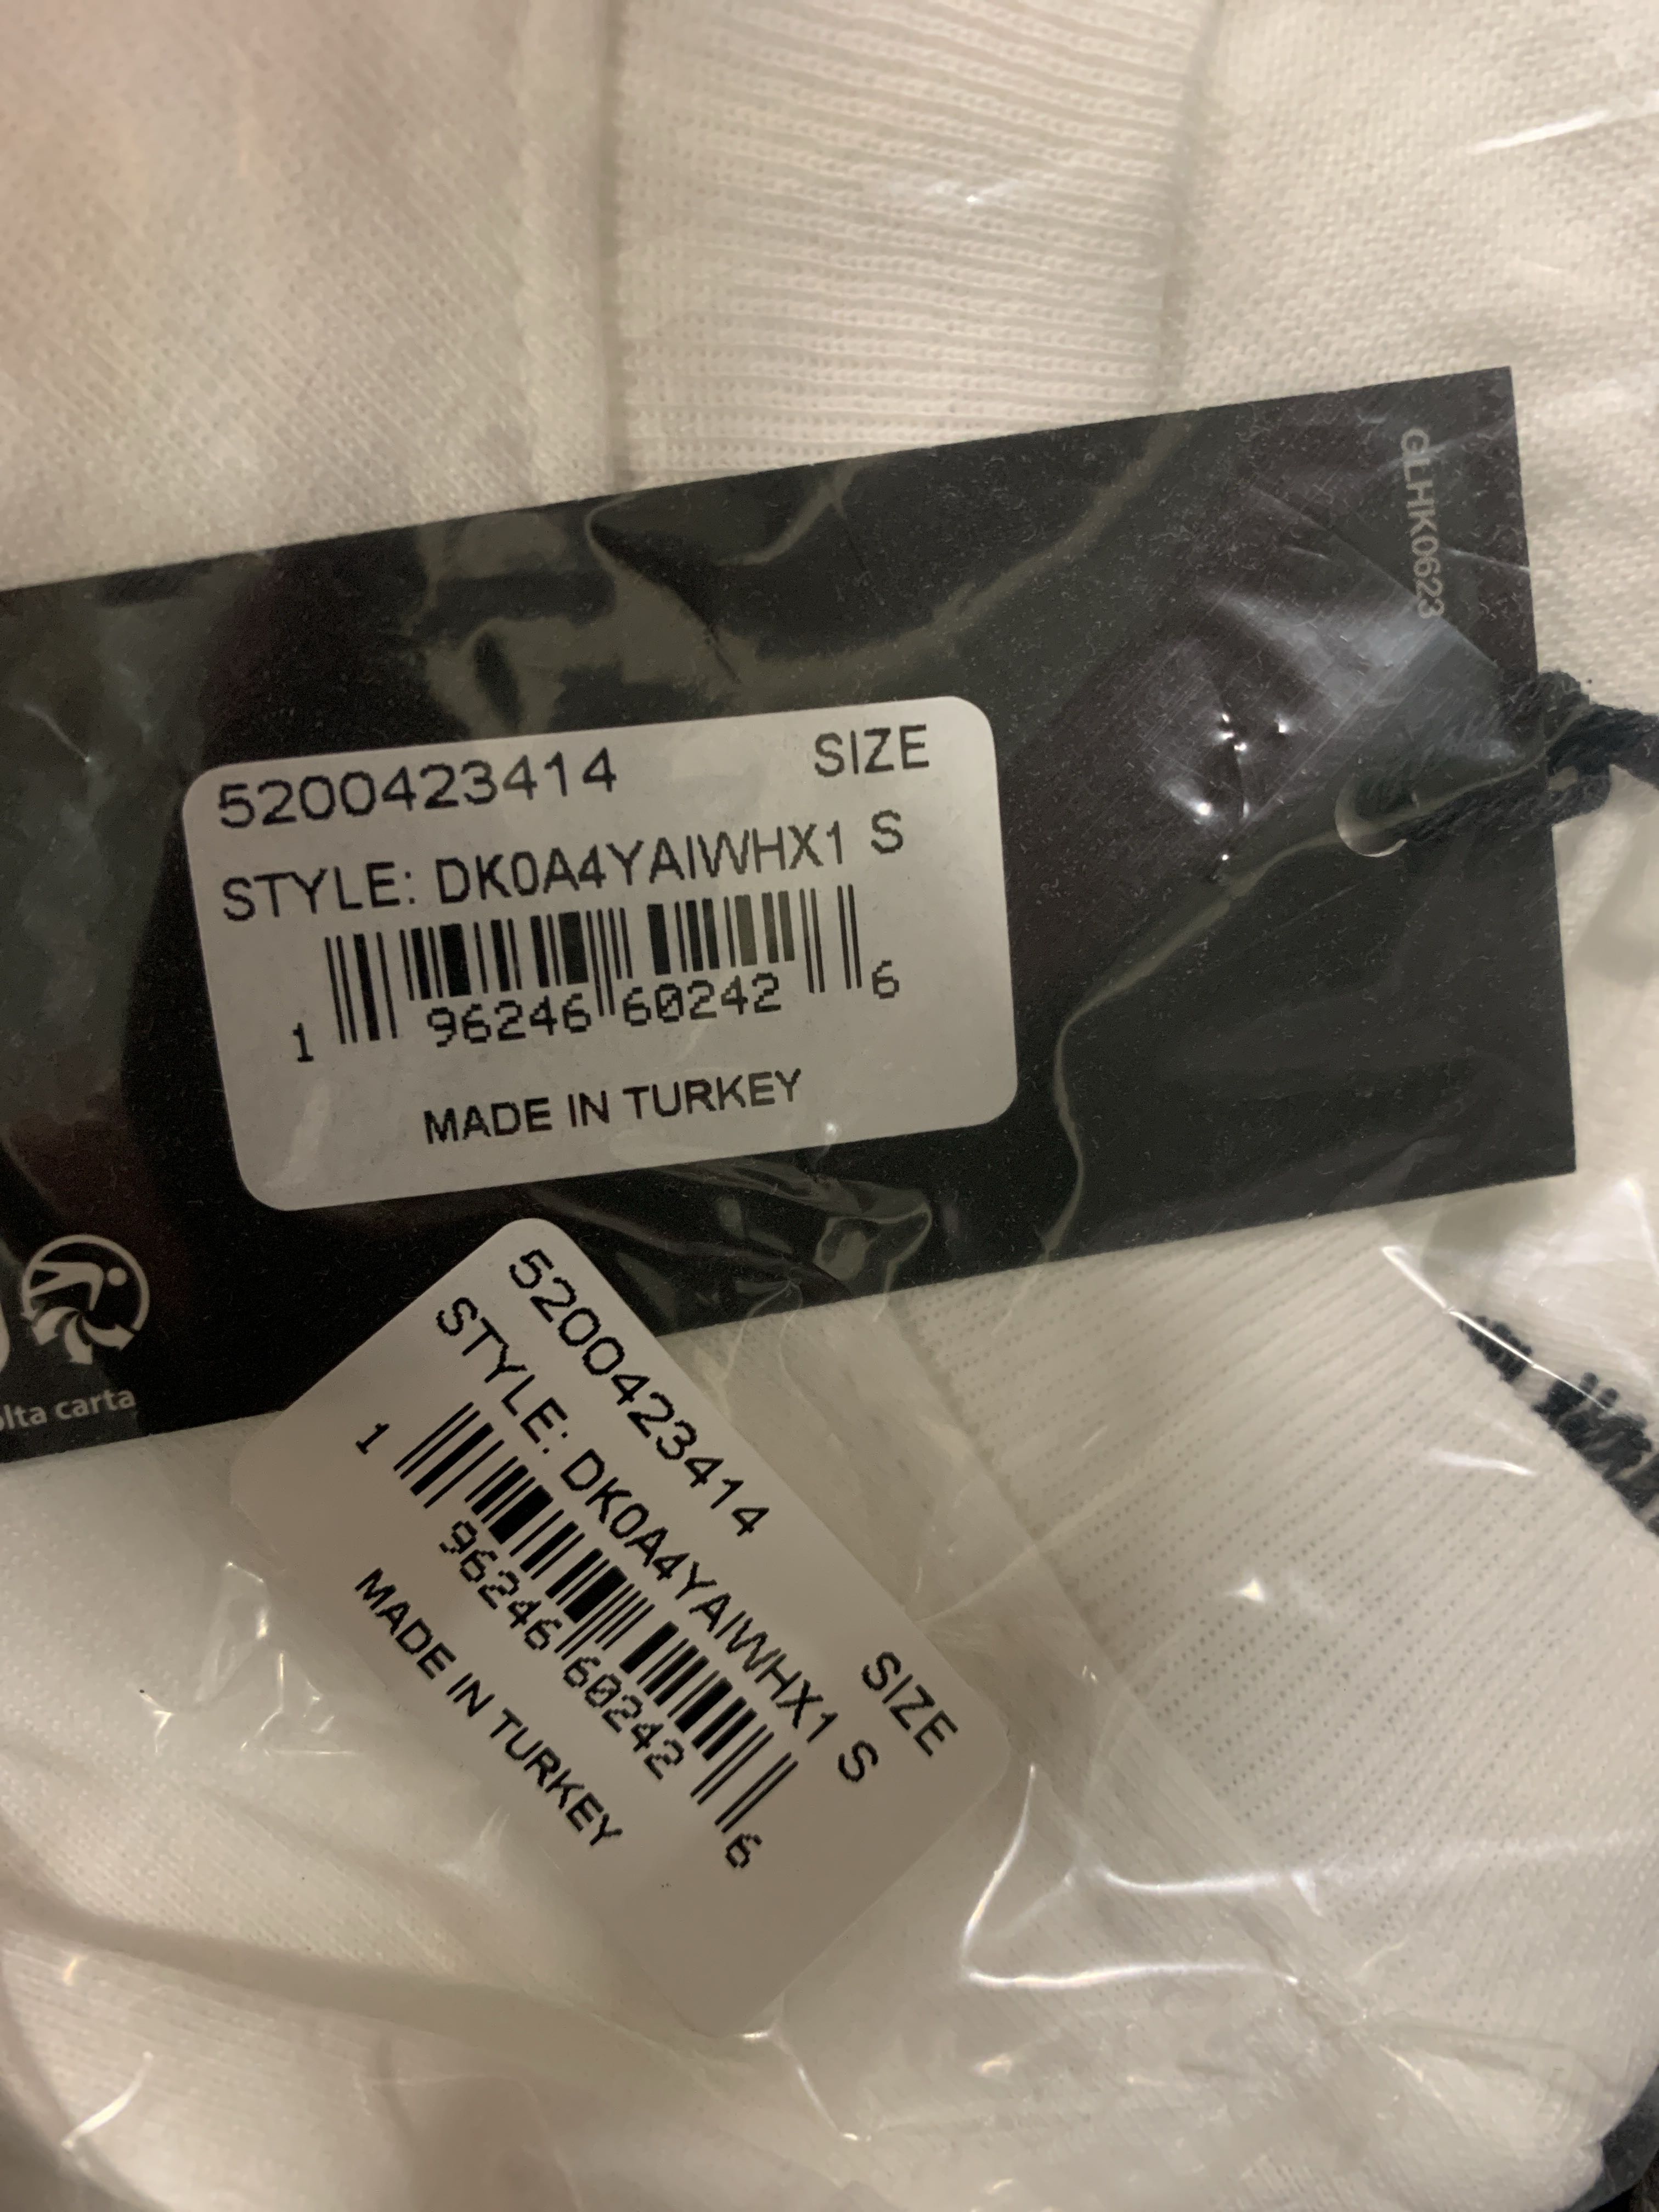 GLHK0623
5200423414 SIZE
STYLE: DK0A4YAIWHX1 S
1 96246 60242 6
MADE IN TURKEY
carta
5200423414 SIZE
STYLE: DK0A4YAIWHX1 S
1 96246 60242 6
MADE IN TURKEY